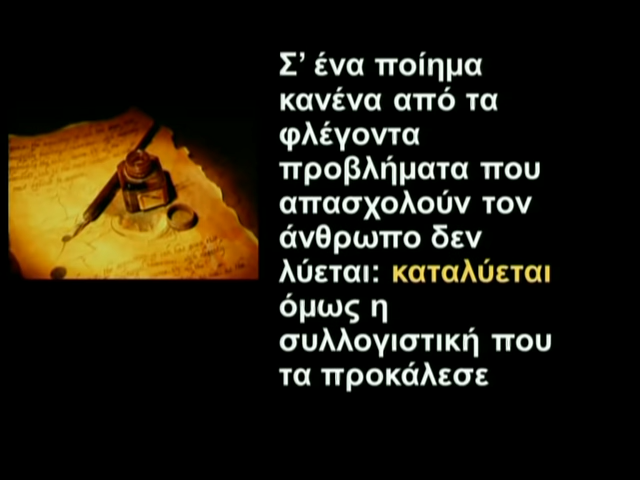 Σ’ ένα ποίημα
κανένα από τα
φλέγοντα
προβλήματα που
απασχολούν τον
άνθρωπο δεν
λύεται: καταλύεται
όμως η
συλλογιστική που
τα προκάλεσε